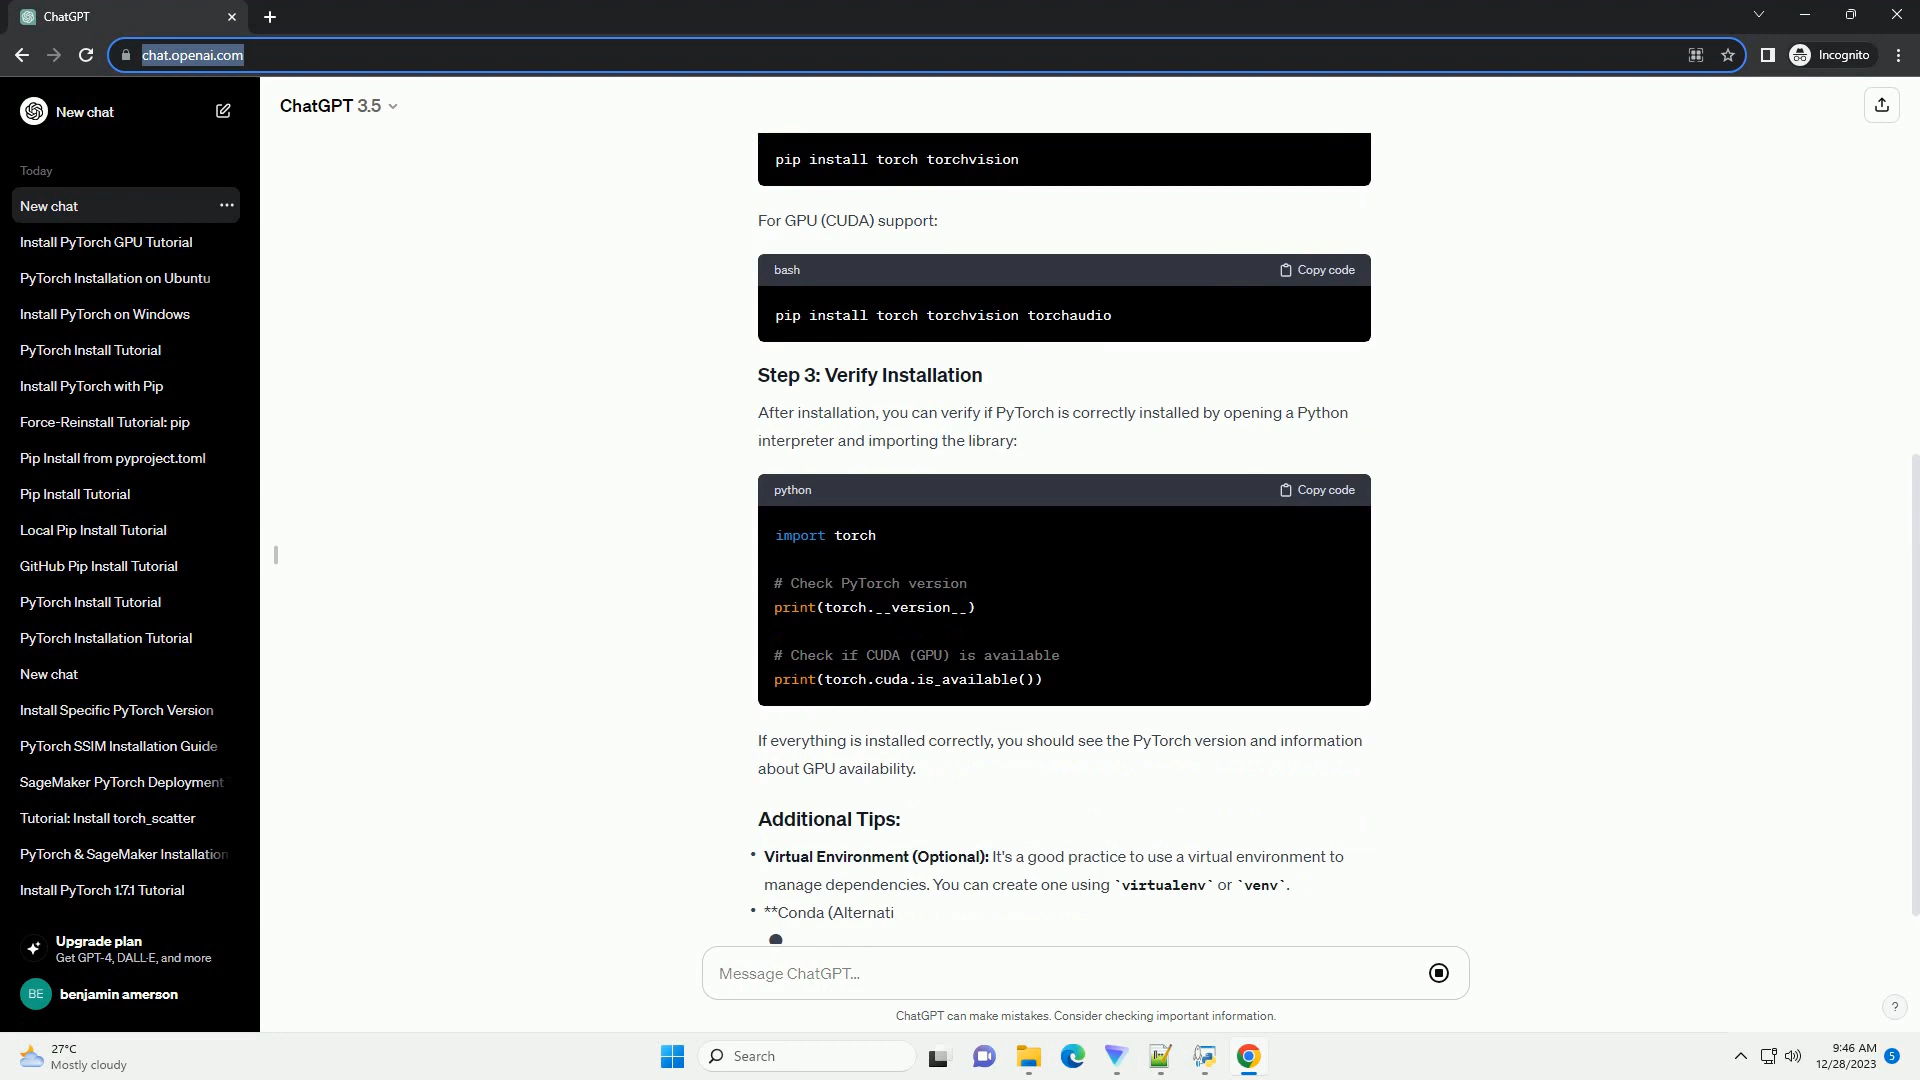 ChatGPT
chat.openai.com
Incognito
New chat
Today
New chat
Install PyTorch GPU Tutorial
PyTorch Installation on Ubuntu
Install PyTorch on Windows
PyTorch Install Tutorial
Install PyTorch with Pip
Force-Reinstall Tutorial: pip
Pip Install from pyproject.toml
Pip Install Tutorial
Local Pip Install Tutorial
GitHub Pip Install Tutorial
PyTorch Install Tutorial
PyTorch Installation Tutorial
New chat
Install Specific PyTorch Version
PyTorch SSIM Installation Guide
SageMaker PyTorch Deployment
Tutorial: Install torch_scatter
PyTorch & SageMaker Installation
Install PyTorch 1.7.1 Tutorial
Upgrade plan
Get GPT-4, DALL·E, and more
BE benjamin amerson
ChatGPT 3.5
pip install torch torchvision
For GPU (CUDA) support:
bash Copy code
pip install torch torchvision torchaudio
Step 3: Verify Installation
After installation, you can verify if PyTorch is correctly installed by opening a Python
interpreter and importing the library:
python Copy code
import torch
# Check PyTorch version
print(torch.__version__)
# Check if CUDA (GPU) is available
print(torch.cuda.is_available())
If everything is installed correctly, you should see the PyTorch version and information
about GPU availability.
Additional Tips:
• Virtual Environment (Optional): It's a good practice to use a virtual environment to
manage dependencies. You can create one using `virtualenv` or `venv`.
• **Conda (Alternati
Message ChatGPT...
ChatGPT can make mistakes. Consider checking important information.
?
27°C
Mostly cloudy
Search
9:46 AM
12/28/2023
5